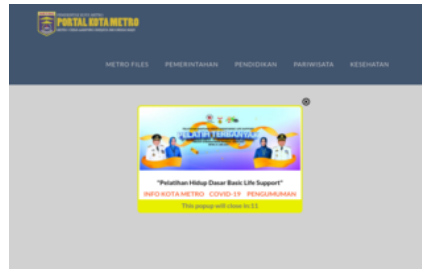 PORTAL KOTA METRO
METRO FILES PEMERINTAHAN PENDIDIKAN PARIWISATA KESEHATAN
PELATIH TERBANYAK
"Pelatihan Hidup Dasar Basic Life Support"
INFO KOTA METRO COVID-19 PENGUMUMAN
This popup will close in:11